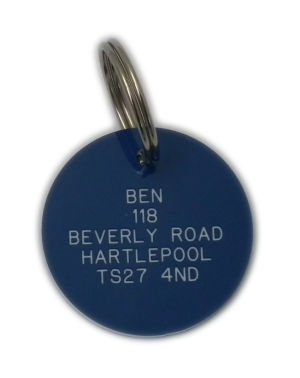 BEN
118
BEVERLY ROAD
HARTLEPOOL
TS27 4ND